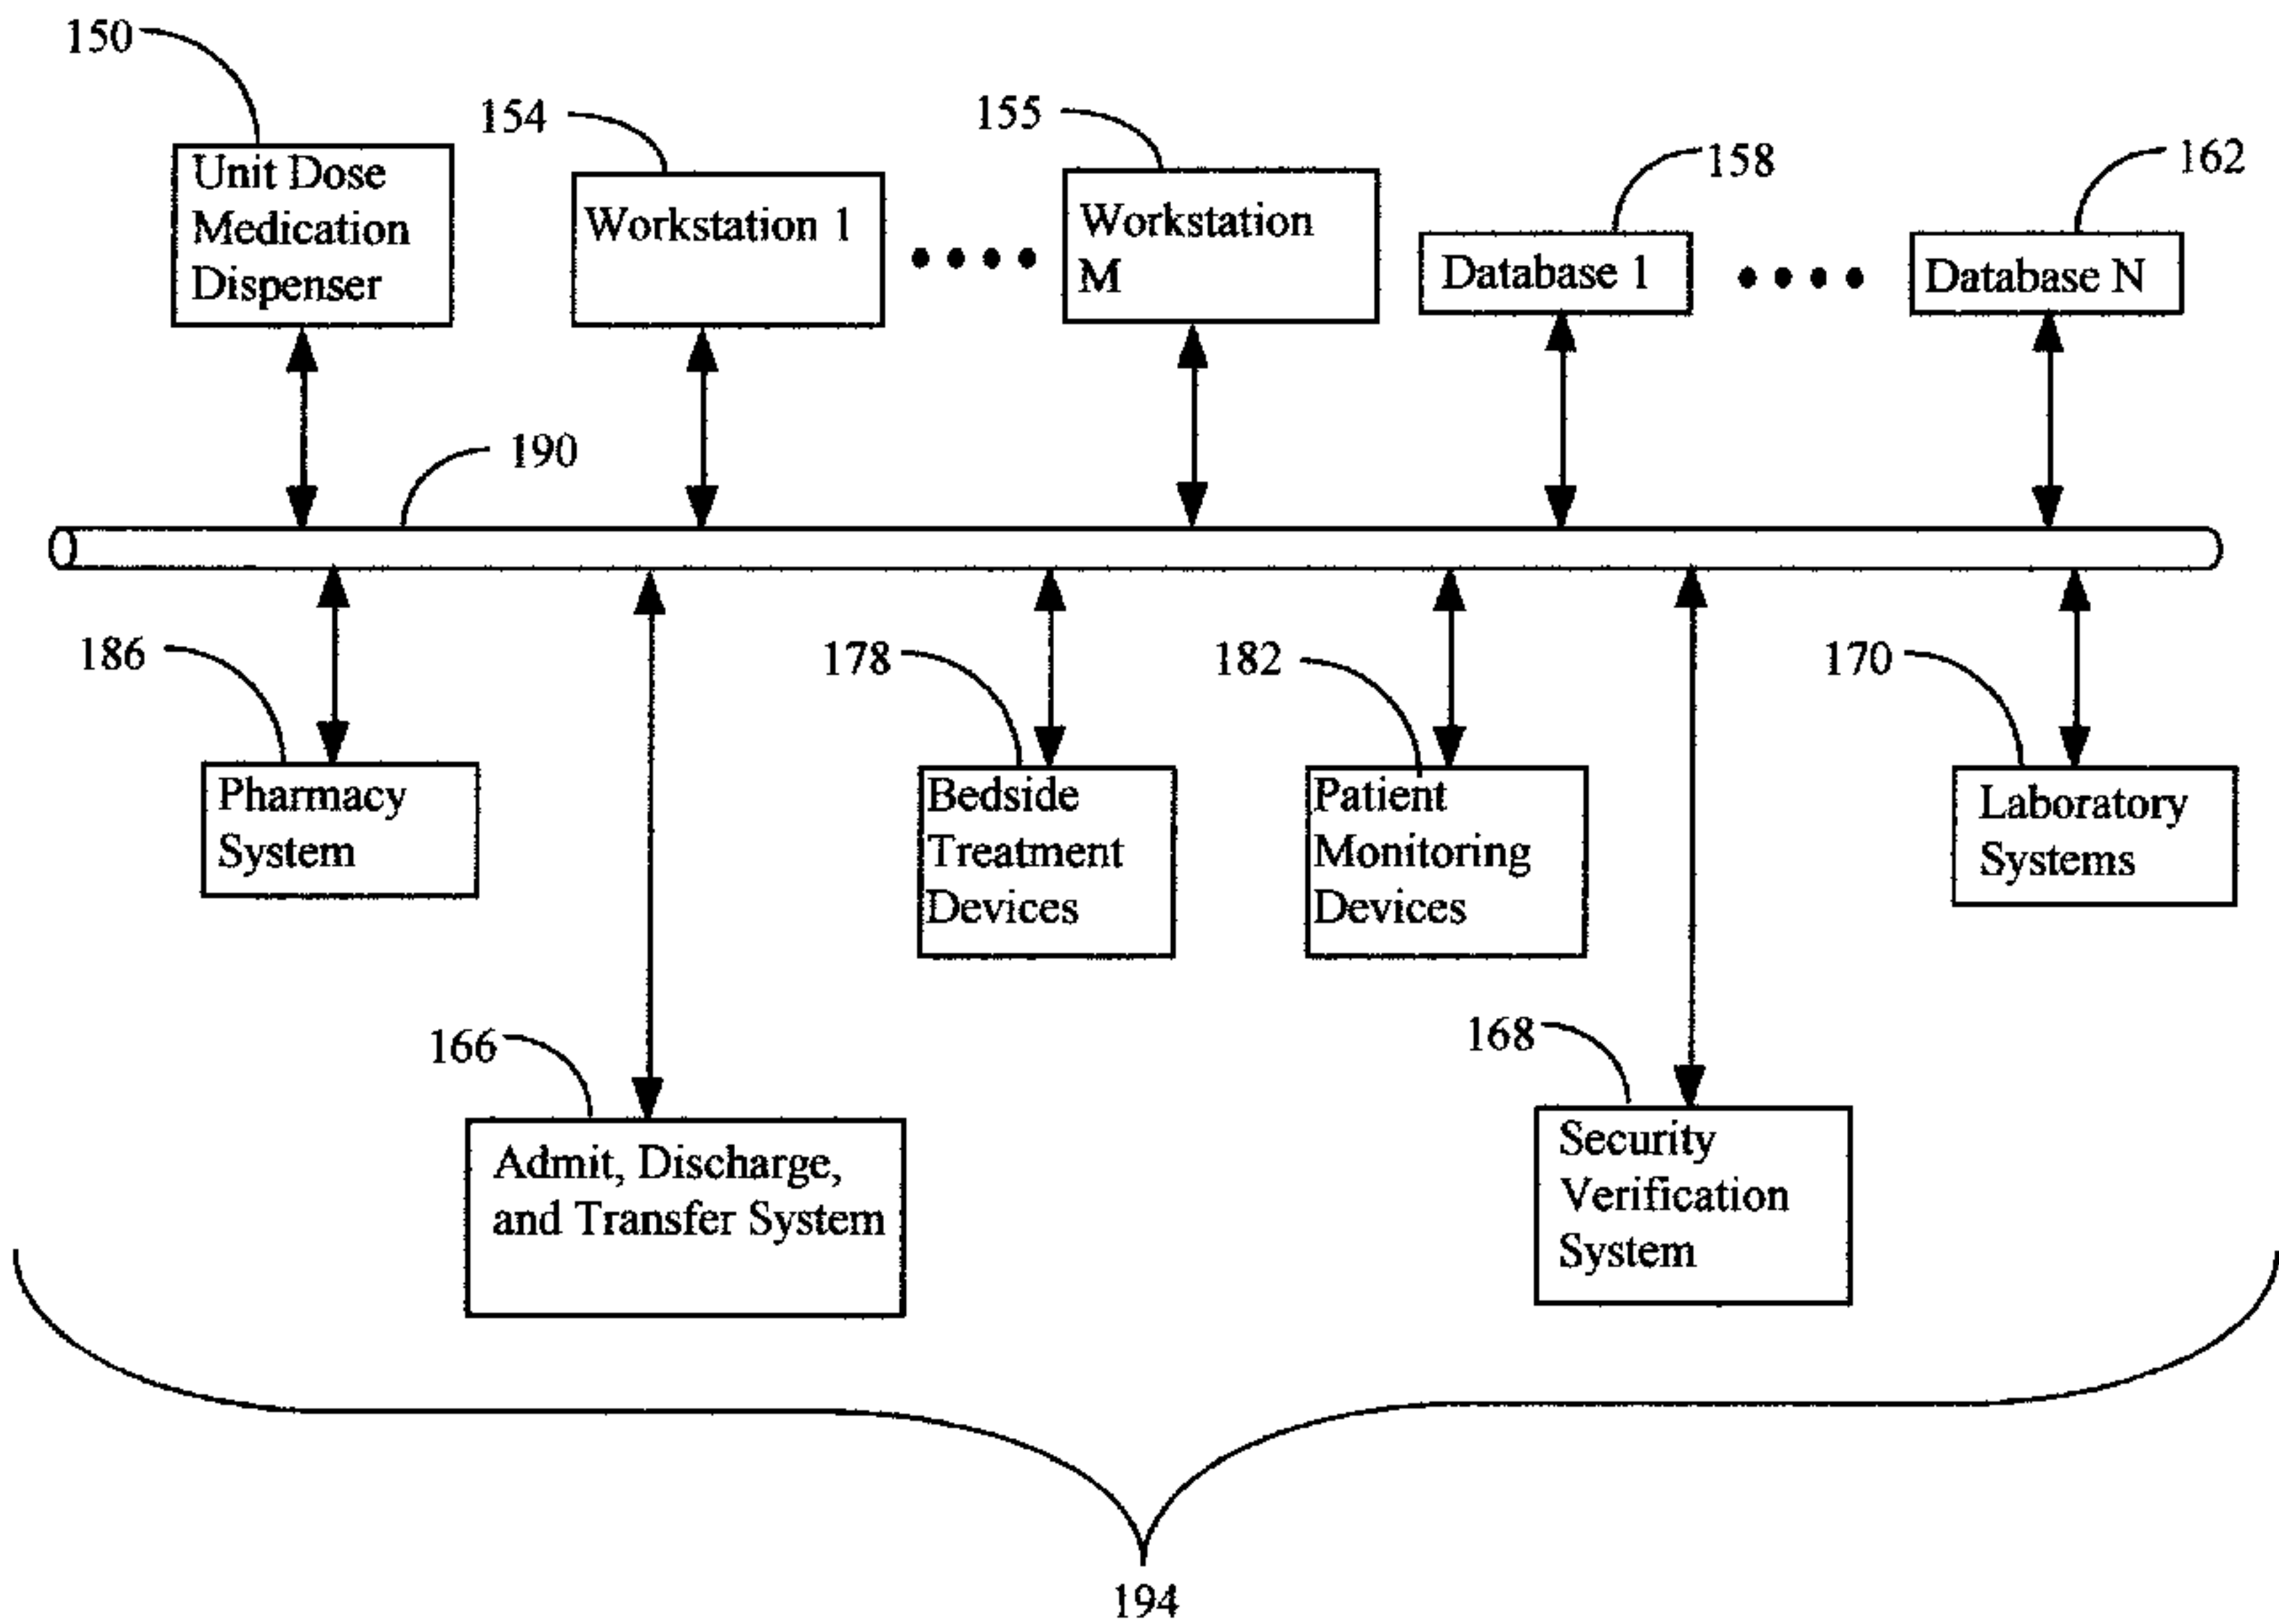 150
154
155
158
162
Unit Dose
Medication
Dispenser
Workstation 1
Workstation
M
Database 1
Database N
190
186
178
182
170
Pharmacy
System
Bedside
Treatment
Devices
Patient
Monitoring
Devices
Laboratory
Systems
166
168
Admit, Discharge,
and Transfer System
Security
Verification
System
194